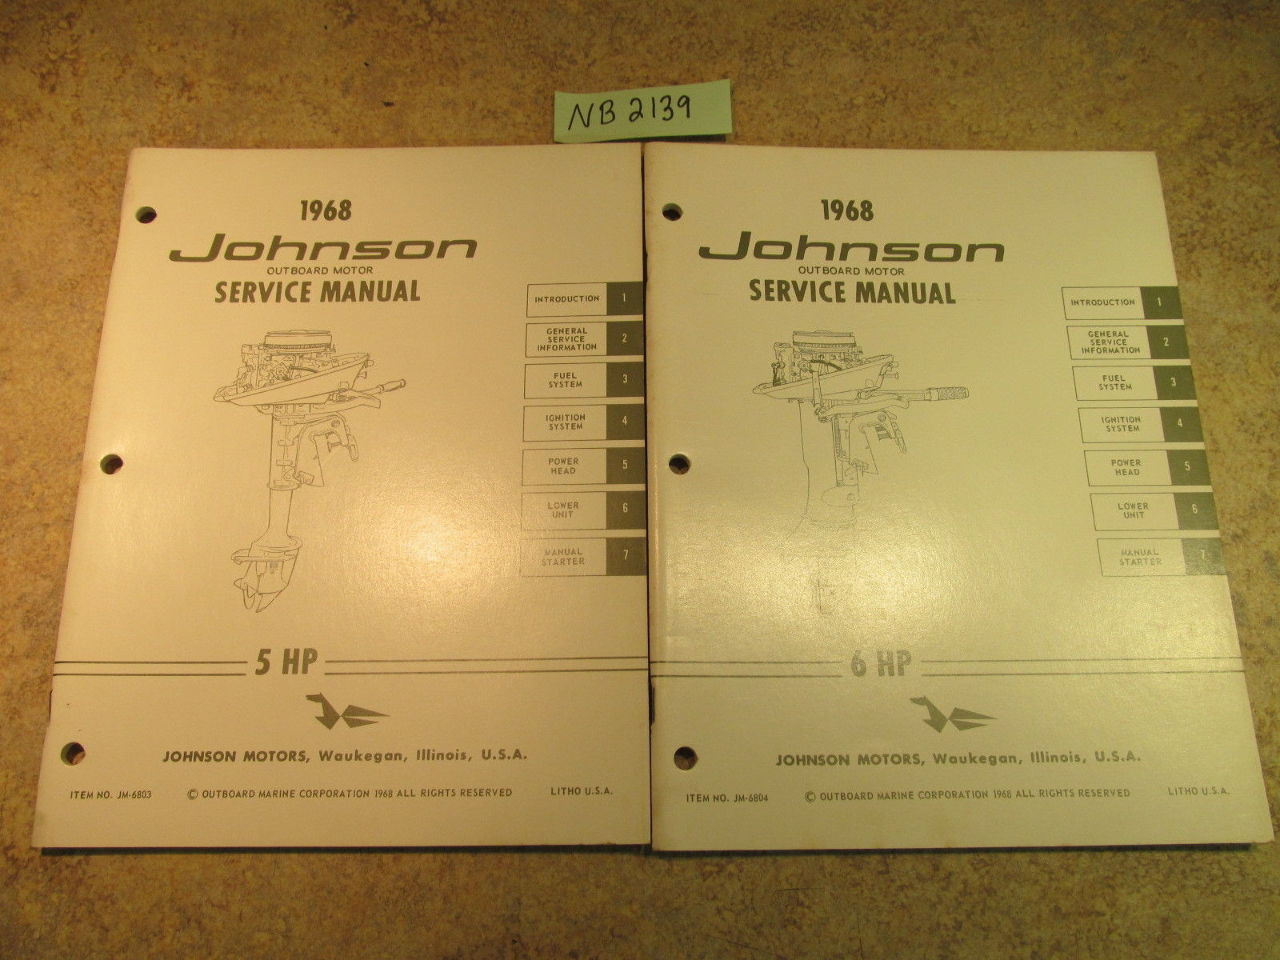 NB 2139
1968
Johnson
OUTBOARD MOTOR
SERVICE MANUAL
INTRODUCTION 1
GENERAL
SERVICE 2
INFORMATION
FUEL
SYSTEM 3
IGNITION
SYSTEM 4
POWER
HEAD 5
LOWER
UNIT 6
MANUAL
STARTER 7
5 HP
JOHNSON MOTORS, Waukegan, Illinois, U.S.A.
ITEM NO. JM-6803 © OUTBOARD MARINE CORPORATION 1968 ALL RIGHTS RESERVED LITHO U.S.A.
1968
Johnson
OUTBOARD MOTOR
SERVICE MANUAL
INTRODUCTION 1
GENERAL
SERVICE 2
INFORMATION
FUEL
SYSTEM 3
IGNITION
SYSTEM 4
POWER
HEAD 5
LOWER
UNIT 6
MANUAL
STARTER 7
6 HP
JOHNSON MOTORS, Waukegan, Illinois, U.S.A.
ITEM NO. JM-6804 © OUTBOARD MARINE CORPORATION 1968 ALL RIGHTS RESERVED LITHO U.S.A.